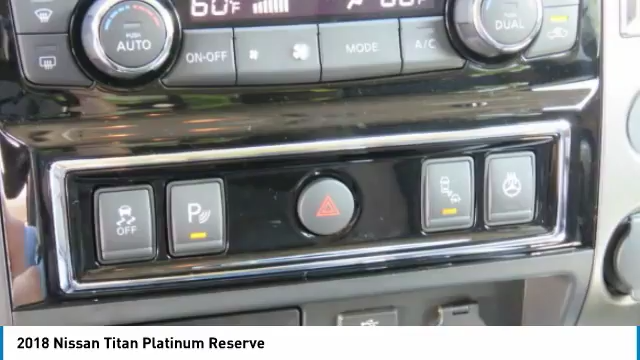 60°F
PUSH
AUTO
ON-OFF
MODE
A/C
DUAL
OFF
P
2018 Nissan Titan Platinum Reserve